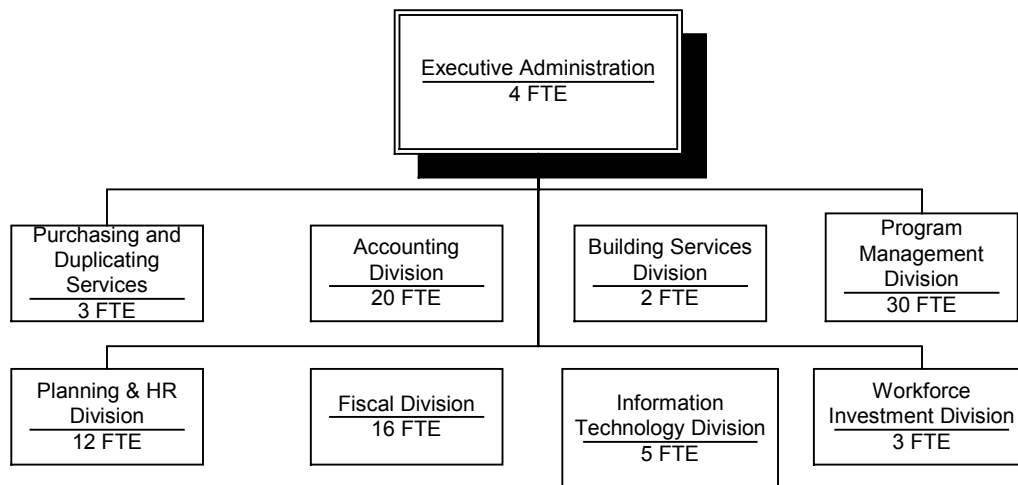 Executive Administration
4 FTE
Purchasing and
Duplicating
Services
3 FTE
Accounting
Division
20 FTE
Building Services
Division
2 FTE
Program
Management
Division
30 FTE
Planning & HR
Division
12 FTE
Fiscal Division
16 FTE
Information
Technology Division
5 FTE
Workforce
Investment Division
3 FTE